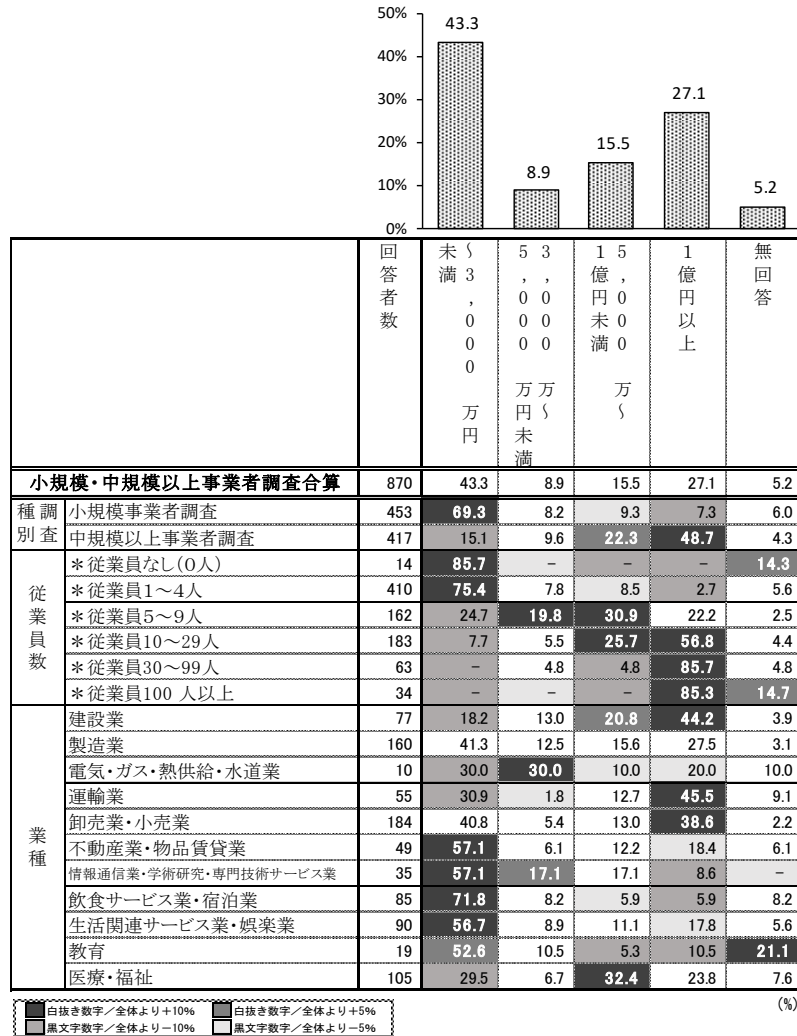 50%
40%
30%
20%
10%
0%
43.3
8.9
15.5
27.1
5.2
回答者数
~3,000万円未満
3,000万~5,000万円未満
5,000万~1億円未満
1億円以上
無回答
小規模・中規模以上事業者調査合算 870 43.3 8.9 15.5 27.1 5.2
調査種別
小規模事業者調査 453 69.3 8.2 9.3 7.3 6.0
中規模以上事業者調査 417 15.1 9.6 22.3 48.7 4.3
従業員数
*従業員なし(0人) 14 85.7 - - - 14.3
*従業員1~4人 410 75.4 7.8 8.5 2.7 5.6
*従業員5~9人 162 24.7 19.8 30.9 22.2 2.5
*従業員10~29人 183 7.7 5.5 25.7 56.8 4.4
*従業員30~99人 63 - 4.8 4.8 85.7 4.8
*従業員100 人以上 34 - - - 85.3 14.7
業種
建設業 77 18.2 13.0 20.8 44.2 3.9
製造業 160 41.3 12.5 15.6 27.5 3.1
電気・ガス・熱供給・水道業 10 30.0 30.0 10.0 20.0 10.0
運輸業 55 30.9 1.8 12.7 45.5 9.1
卸売業・小売業 184 40.8 5.4 13.0 38.6 2.2
不動産業・物品賃貸業 49 57.1 6.1 12.2 18.4 6.1
情報通信業・学術研究・専門技術サービス業 35 57.1 17.1 17.1 8.6 -
飲食サービス業・宿泊業 85 71.8 8.2 5.9 5.9 8.2
生活関連サービス業・娯楽業 90 56.7 8.9 11.1 17.8 5.6
教育 19 52.6 10.5 5.3 10.5 21.1
医療・福祉 105 29.5 6.7 32.4 23.8 7.6
(%)
白抜き数字/全体より+10% 白抜き数字/全体より+5%
黒文字数字/全体より-10% 黒文字数字/全体より-5%